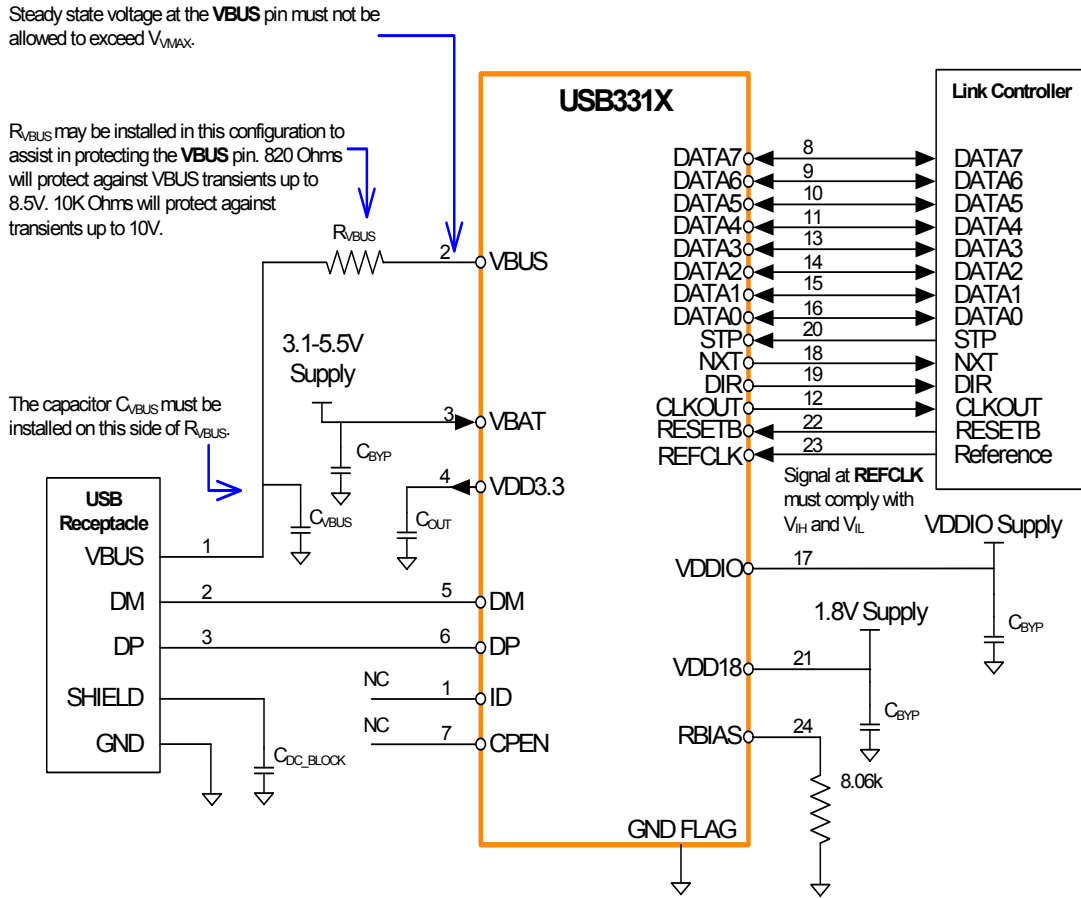 Steady state voltage at the VBUS pin must not be
allowed to exceed VVMAX.
RVBUS may be installed in this configuration to
assist in protecting the VBUS pin. 820 Ohms
will protect against VBUS transients up to
8.5V. 10K Ohms will protect against
transients up to 10V.
The capacitor CVBUS must be
installed on this side of RVBUS.
USB
Receptacle
VBUS
DM
DP
SHIELD
GND
1
2
3
CDC_BLOCK
CVBUS
RVBUS
3.1-5.5V
Supply
CBYP
COUT
NC
NC
2
3
4
5
6
1
7
USB331X
VBUS
VBAT
VDD3.3
DM
DP
ID
CPEN
GND FLAG
DATA7
DATA6
DATA5
DATA4
DATA3
DATA2
DATA1
DATA0
STP
NXT
DIR
CLKOUT
RESETB
REFCLK
VDDIO
VDD18
RBIAS
8
9
10
11
13
14
15
16
20
18
19
12
22
23
17
21
24
Link Controller
DATA7
DATA6
DATA5
DATA4
DATA3
DATA2
DATA1
DATA0
STP
NXT
DIR
CLKOUT
RESETB
Reference
Signal at REFCLK
must comply with
VIH and VIL
VDDIO Supply
CBYP
1.8V Supply
CBYP
8.06k